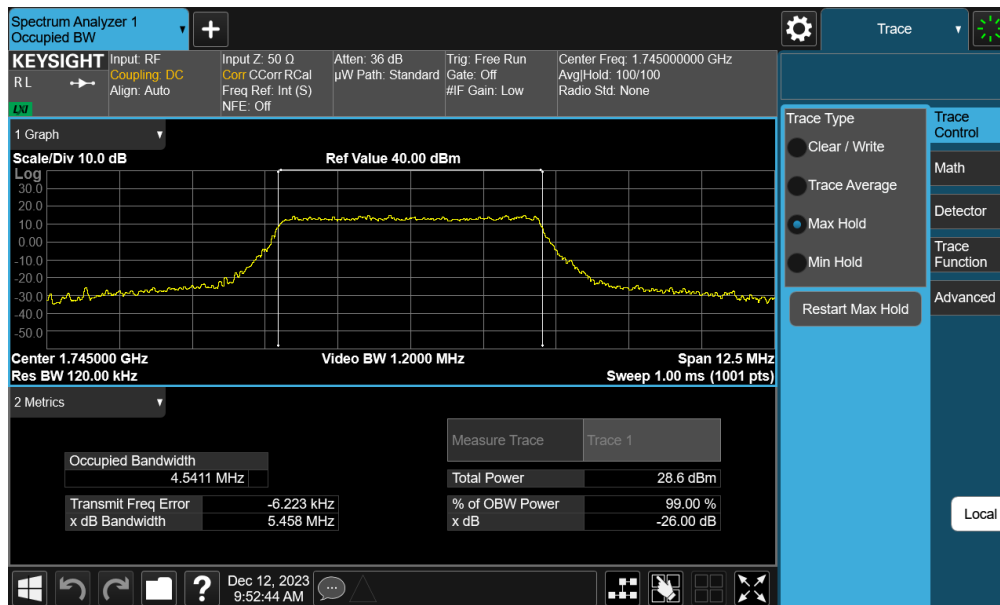 Spectrum Analyzer 1
Occupied BW
+
Trace
KEYSIGHT
R L
LXI
Input: RF
Coupling: DC
Align: Auto
Input Z: 50 Ω
Corr CCorr RCal
Freq Ref: Int (S)
NFE: Off
Atten: 36 dB
µW Path: Standard
Trig: Free Run
Gate: Off
#IF Gain: Low
Center Freq: 1.745000000 GHz
Avg|Hold: 100/100
Radio Std: None
1 Graph
Scale/Div 10.0 dB
Ref Value 40.00 dBm
Log
30.0
20.0
10.0
0.00
-10.0
-20.0
-30.0
-40.0
-50.0
Center 1.745000 GHz
Video BW 1.2000 MHz
Span 12.5 MHz
Res BW 120.00 kHz
Sweep 1.00 ms (1001 pts)
2 Metrics
Measure Trace
Trace 1
Occupied Bandwidth
4.5411 MHz
Total Power
28.6 dBm
Transmit Freq Error
-6.223 kHz
% of OBW Power
99.00 %
x dB Bandwidth
5.458 MHz
x dB
-26.00 dB
Trace Type
Clear / Write
Trace Average
Max Hold
Min Hold
Restart Max Hold
Trace
Control
Math
Detector
Trace
Function
Advanced
Local
?
Dec 12, 2023
9:52:44 AM